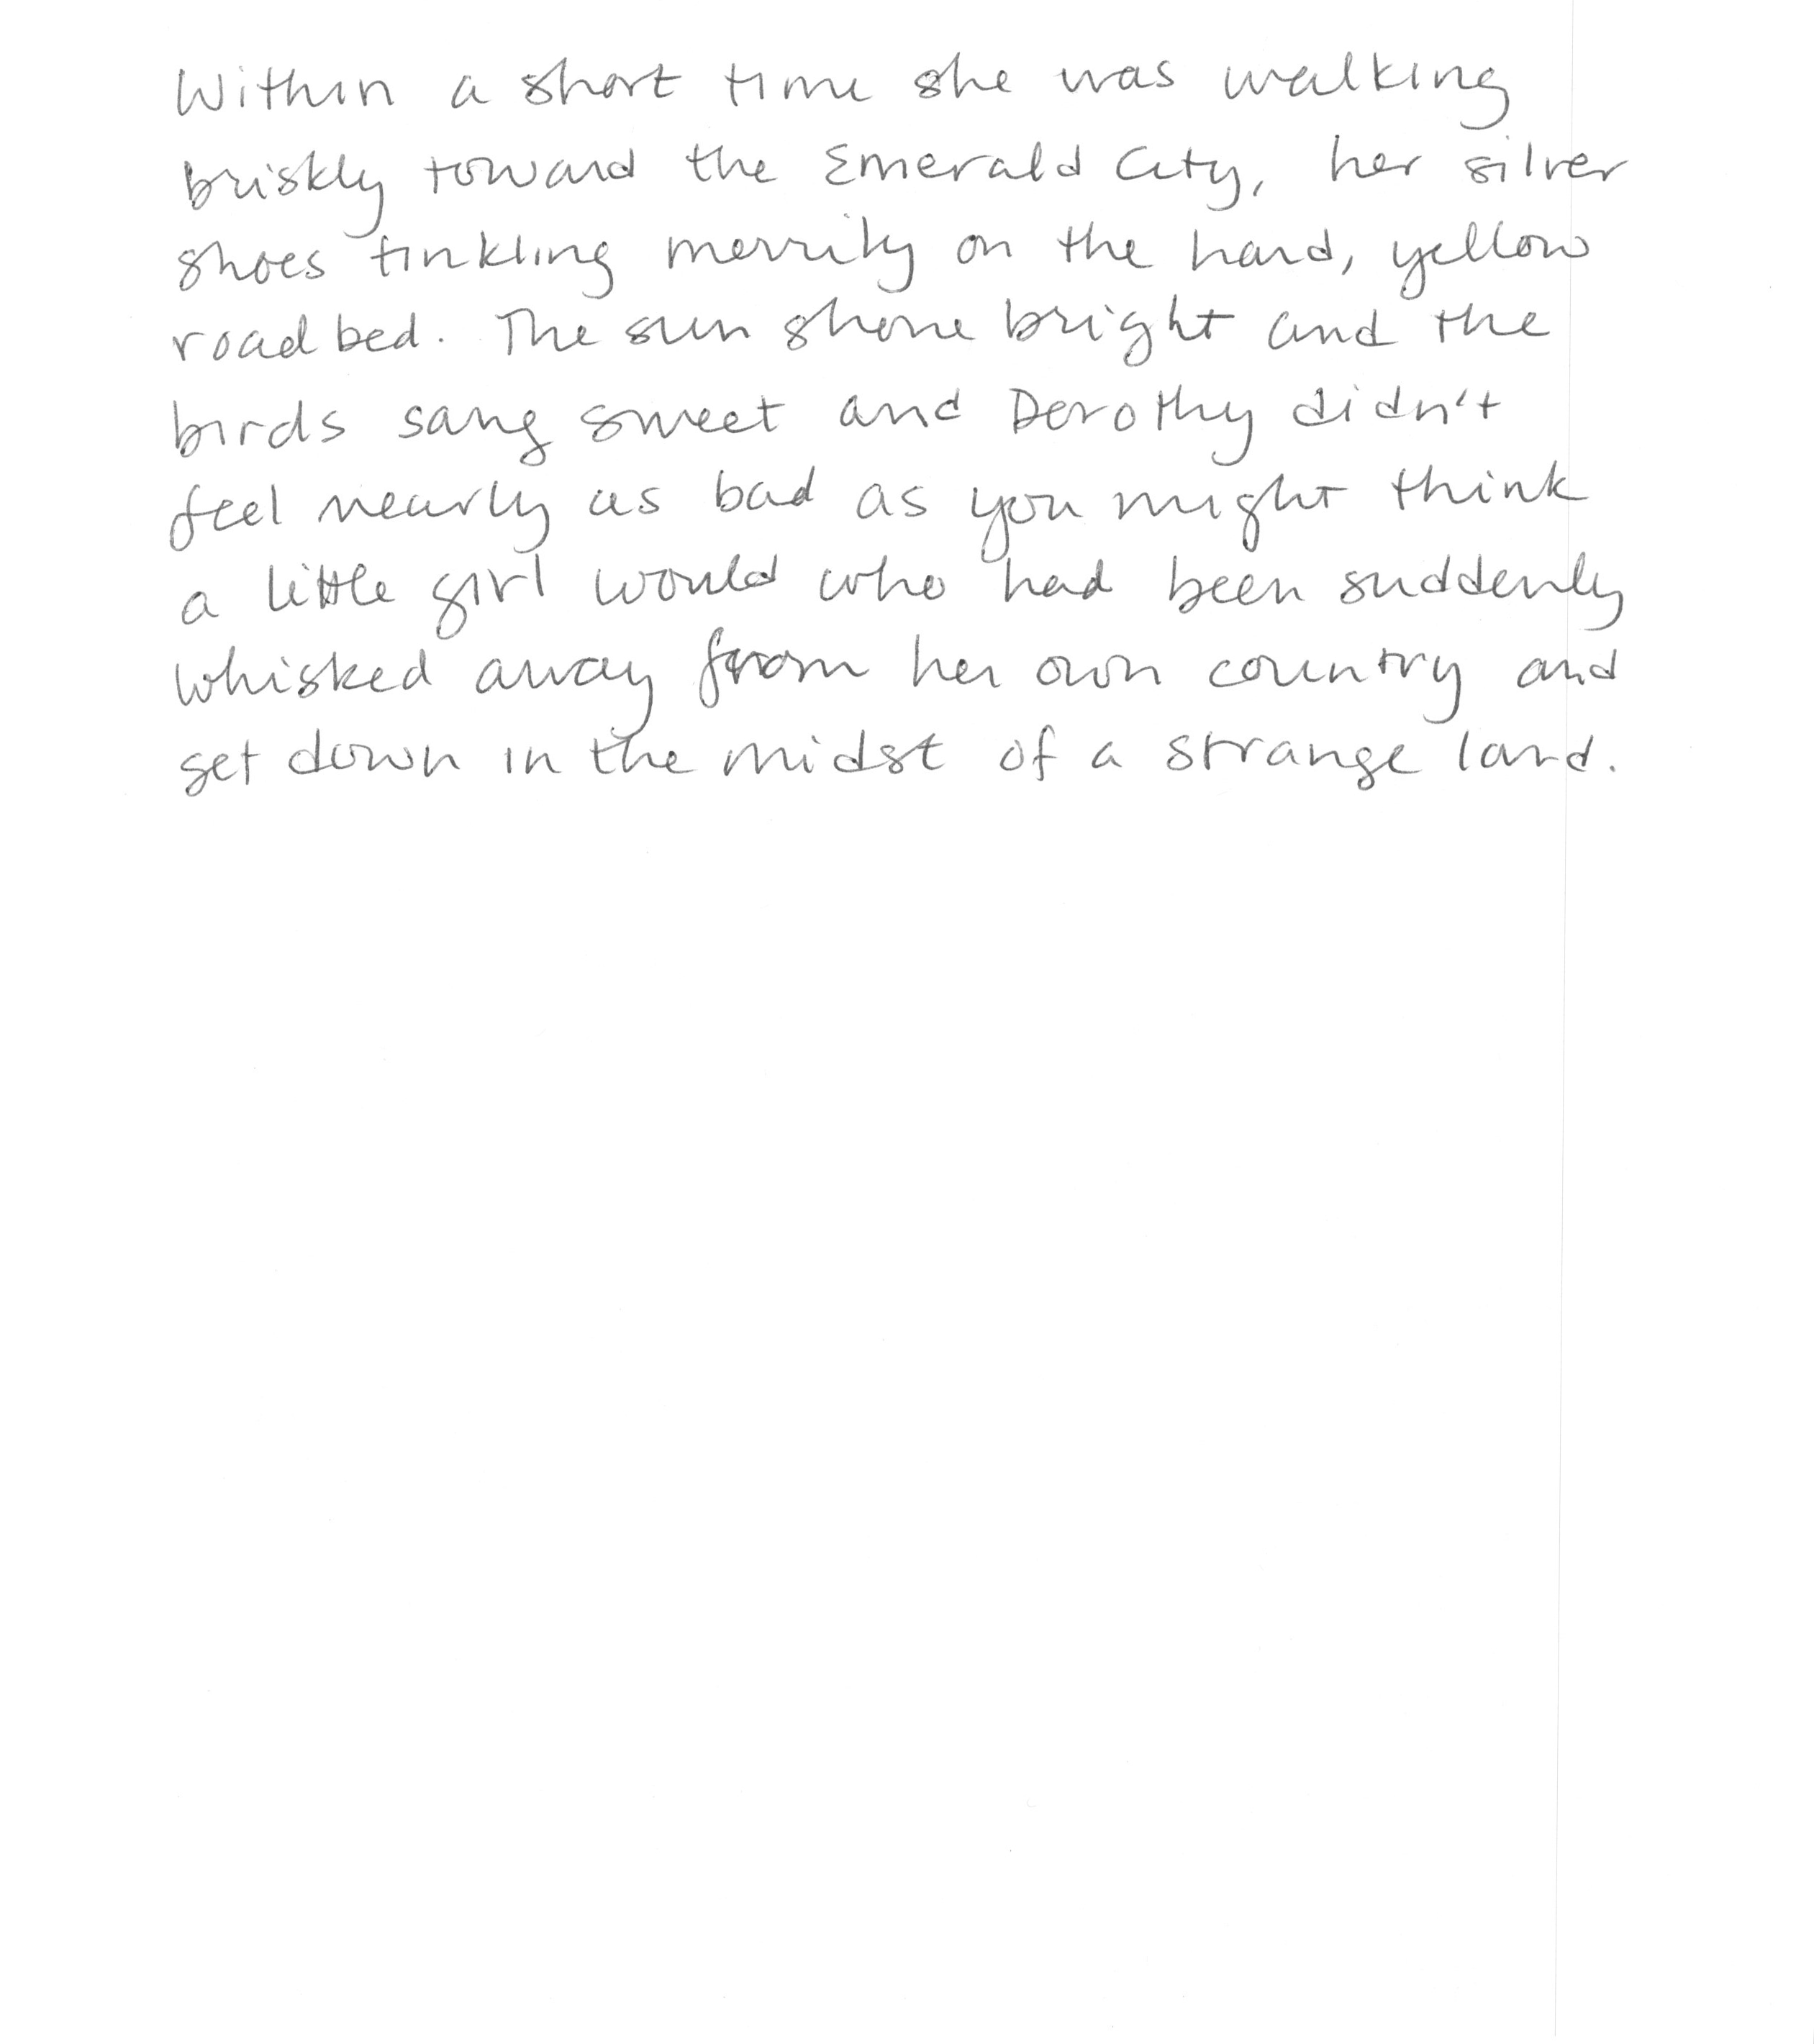 Within a short time she was walking
briskly toward the Emerald City, her silver
shoes tinkling merrily on the hard, yellow
road bed. The sun shone bright and the
birds sang sweet and Dorothy didn't
feel nearly as bad as you might think
a little girl would who had been suddenly
whisked away from her own country and
set down in the midst of a strange land.